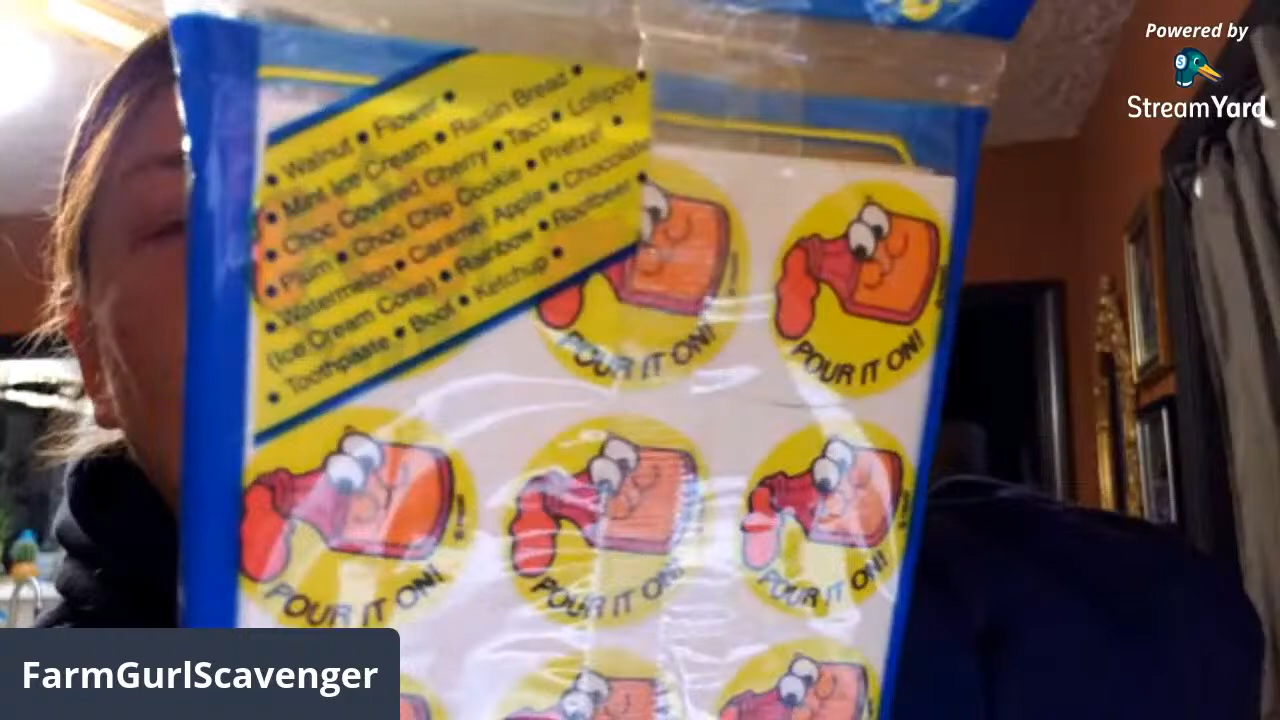 Powered by
StreamYard
• Walnut • Flower •
• Mint Ice Cream • Raisin Bread •
• Choc Covered Cherry • Taco • Lollipop •
• Palm • Choc Chip Cookie • Pretzel •
• Watermelon • Caramel Apple • Chocolate
(Ice Cream Cone) • Rainbow • Rootbeer •
• Toothpaste • Boot • Ketchup •
POUR IT ON!
POUR IT ON!
POUR IT ON!
POUR IT ON!
POUR IT ON!
FarmGurlScavenger